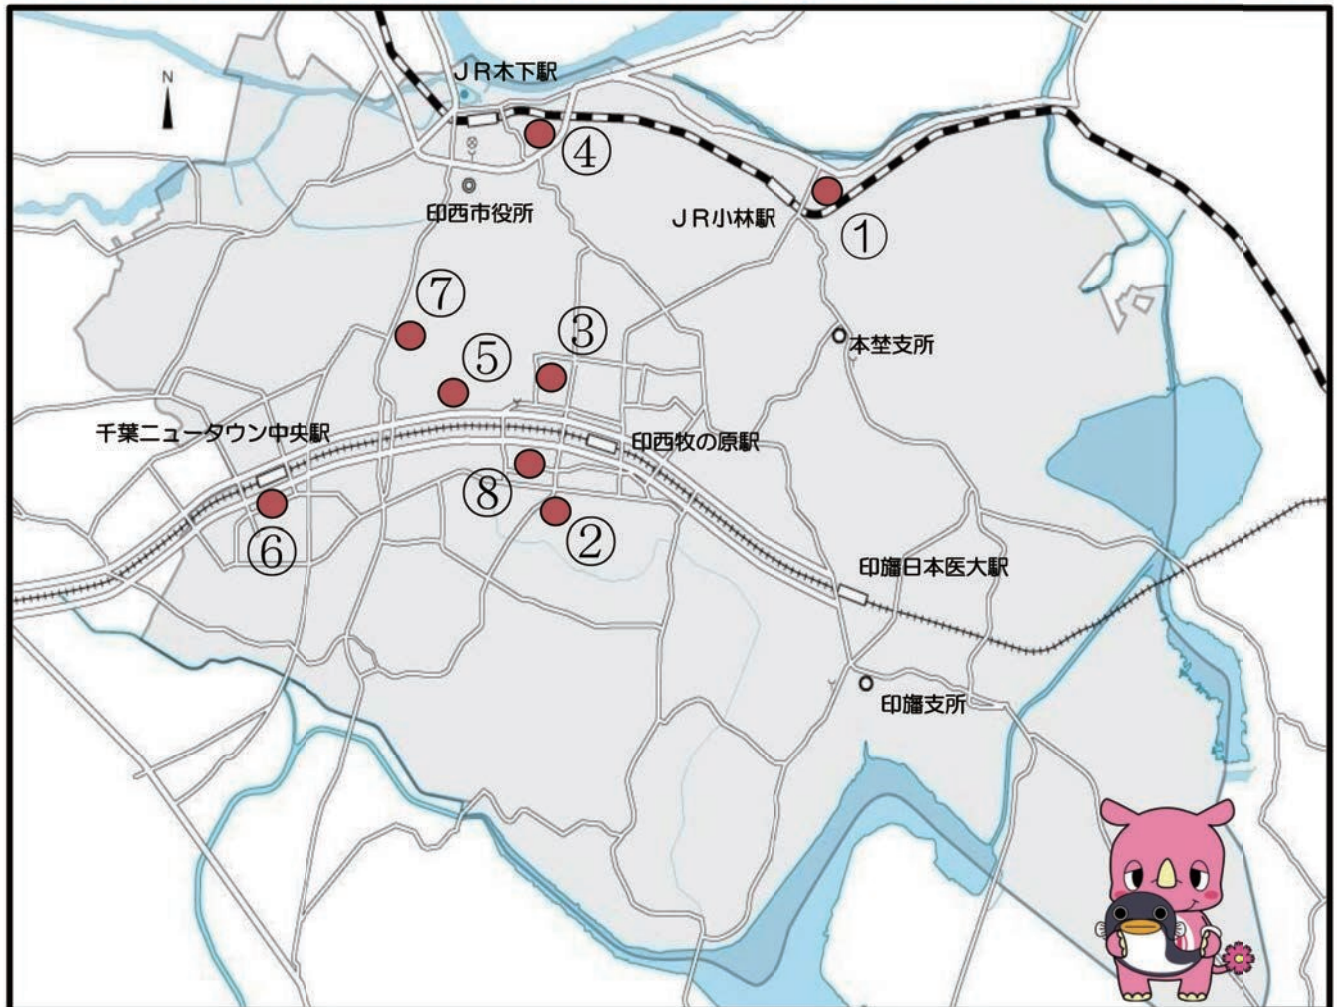 N
JR木下駅
④
印西市役所
JR小林駅
①
⑦
③
本埜支所
⑤
千葉ニュータウン中央駅
印西牧の原駅
⑧
②
⑥
印旛日本医大駅
印旛支所